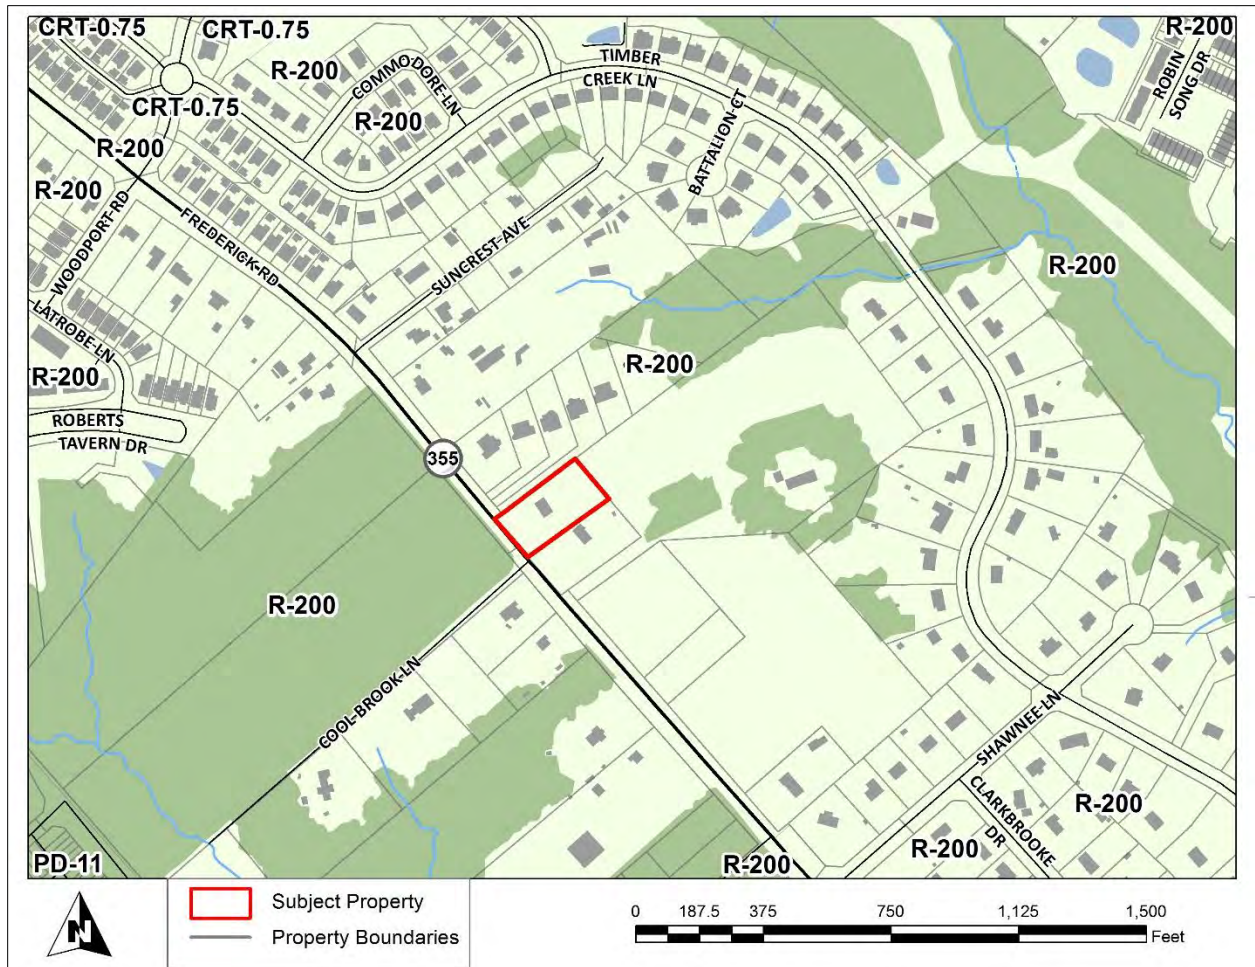 CRT-0.75
CRT-0.75
R-200
TIMBER
CREEK LN
R-200
ROBIN
SONG DR
COMMODORE LN
CRT-0.75
R-200
R-200
BATTALION CT
R-200
WOODPORT RD
FREDERICK RD
SUNCREST AVE
R-200
LATROBE LN
R-200
R-200
ROBERTS
TAVERN DR
355
R-200
COOL BROOK LN
SHAWNEE LN
CLARKBROOKE
DR
R-200
R-200
R-200
PD-11
N
Subject Property
Property Boundaries
0 187.5 375 750 1,125 1,500
Feet